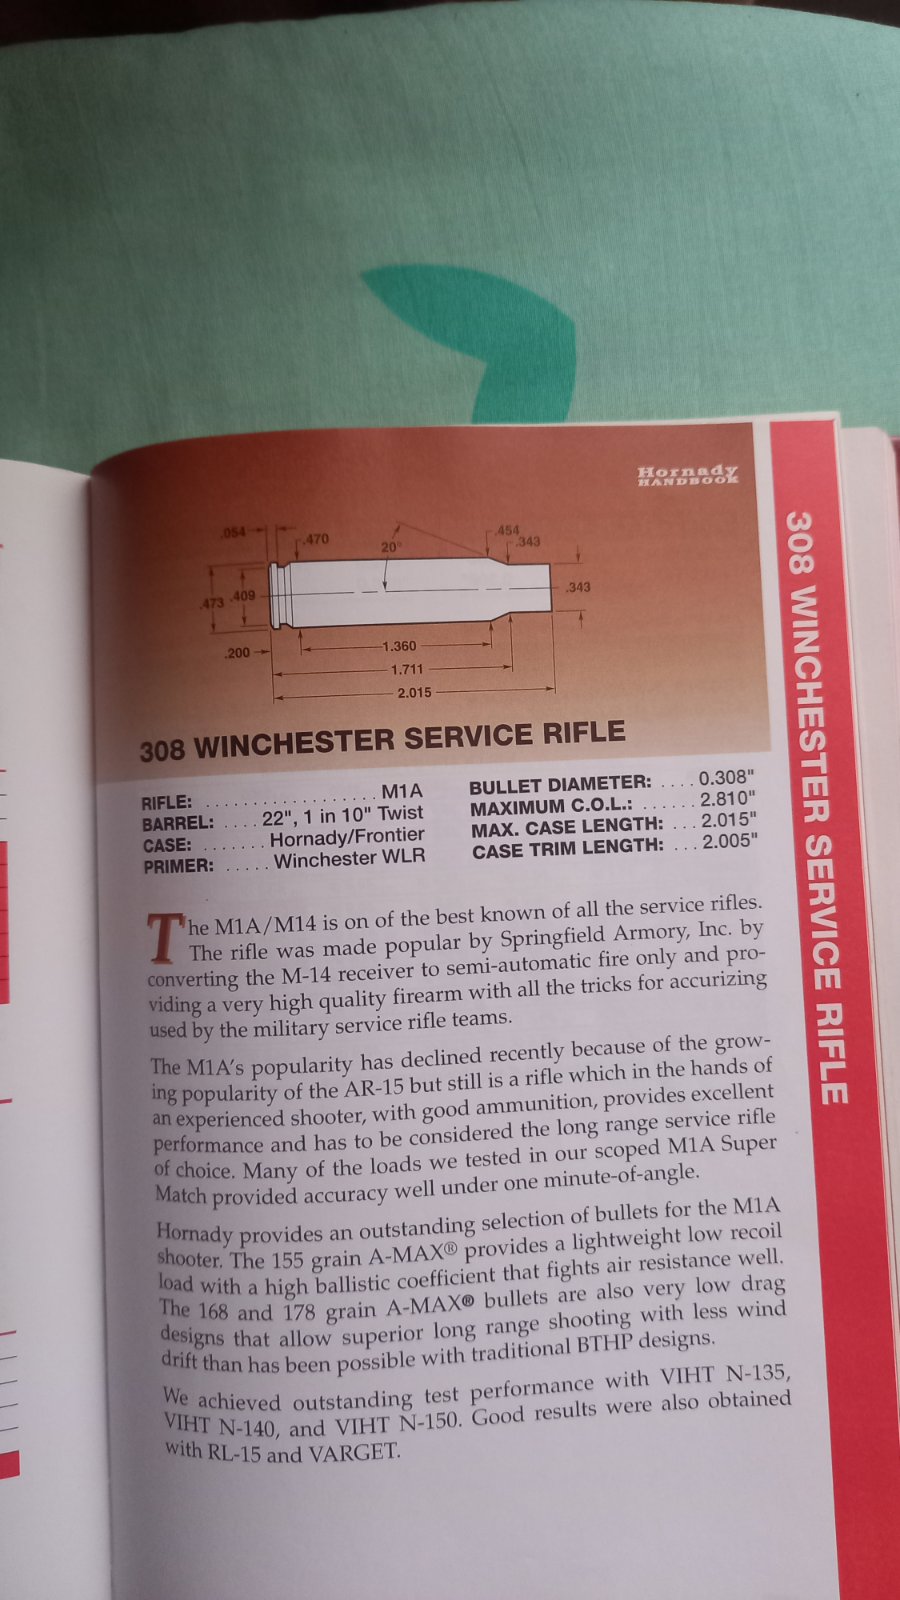 Hornady
HANDBOOK
.054
.470
20°
.454
.343
.473
.409
.343
.200
1.360
1.711
2.015
308 WINCHESTER SERVICE RIFLE
RIFLE: .................. M1A
BARREL: .... 22", 1 in 10" Twist
CASE: ....... Hornady/Frontier
PRIMER: ..... Winchester WLR
BULLET DIAMETER: .... 0.308"
MAXIMUM C.O.L.: ...... 2.810"
MAX. CASE LENGTH: ... 2.015"
CASE TRIM LENGTH: ... 2.005"
The M1A/M14 is on of the best known of all the service rifles.
The rifle was made popular by Springfield Armory, Inc. by
converting the M-14 receiver to semi-automatic fire only and pro-
viding a very high quality firearm with all the tricks for accurizing
used by the military service rifle teams.
The M1A's popularity has declined recently because of the grow-
ing popularity of the AR-15 but still is a rifle which in the hands of
an experienced shooter, with good ammunition, provides excellent
performance and has to be considered the long range service rifle
of choice. Many of the loads we tested in our scoped M1A Super
Match provided accuracy well under one minute-of-angle.
Hornady provides an outstanding selection of bullets for the M1A
shooter. The 155 grain A-MAX® provides a lightweight low recoil
load with a high ballistic coefficient that fights air resistance well.
The 168 and 178 grain A-MAX® bullets are also very low drag
designs that allow superior long range shooting with less wind
drift than has been possible with traditional BTHP designs.
We achieved outstanding test performance with VIHT N-135,
VIHT N-140, and VIHT N-150. Good results were also obtained
with RL-15 and VARGET.
308 WINCHESTER SERVICE RIFLE